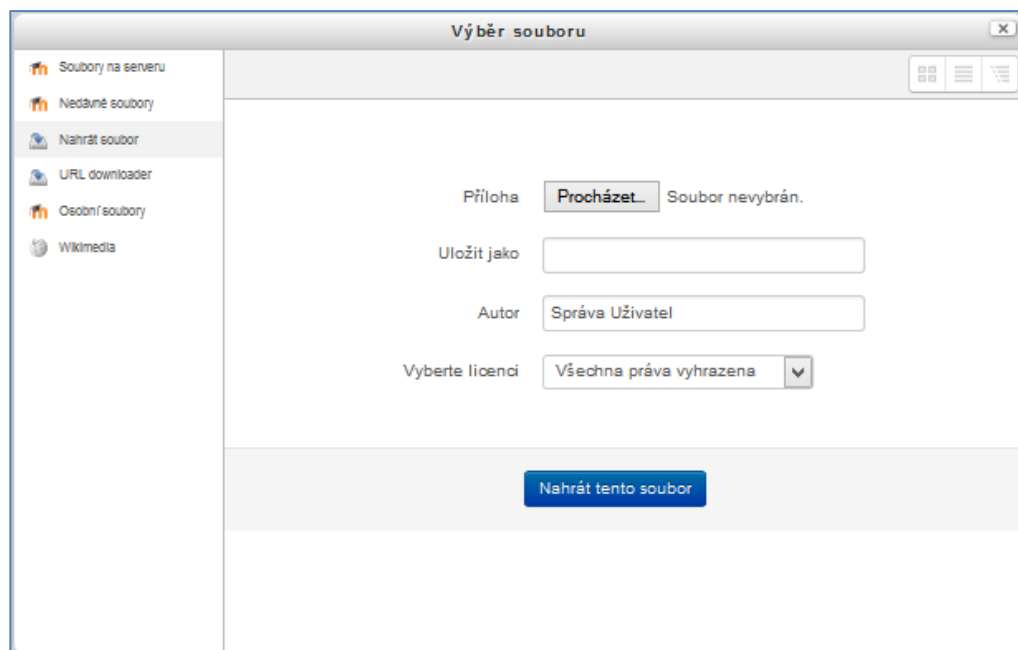 Výběr souboru
Soubory na serveru
Nedávné soubory
Nahrát soubor
URL downloader
Osobní soubory
Wikimedia
Příloha Procházet... Soubor nevybrán.
Uložit jako
Autor Správa Uživatel
Vyberte licenci Všechna práva vyhrazena
Nahrát tento soubor